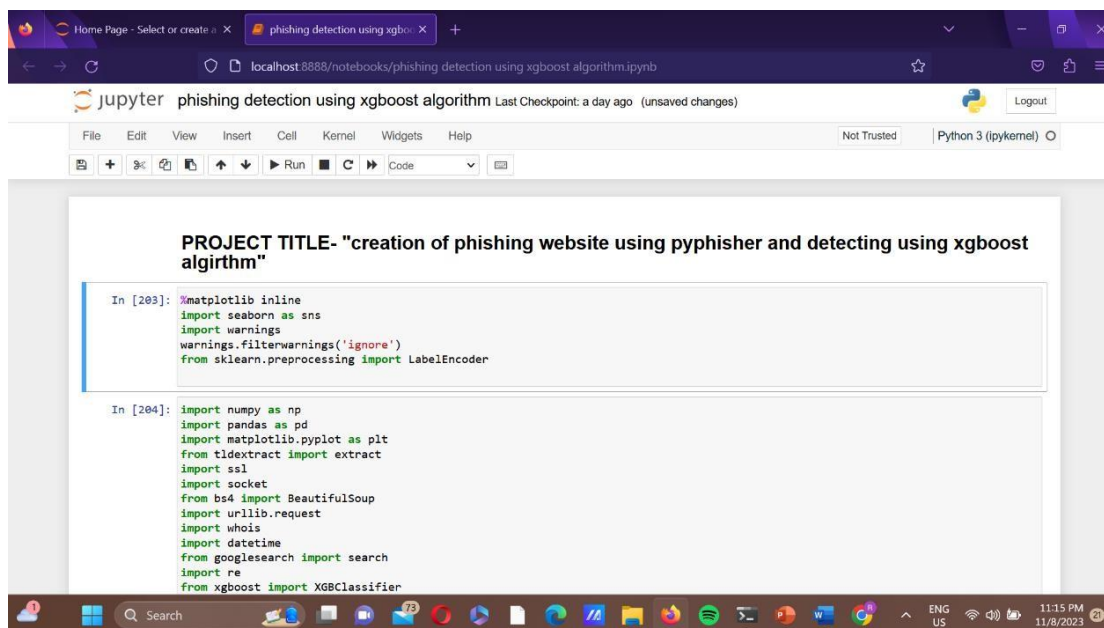 Home Page - Select or create a
phishing detection using xgboo
localhost:8888/notebooks/phishing detection using xgboost algorithm.ipynb
jupyter phishing detection using xgboost algorithm Last Checkpoint: a day ago (unsaved changes)
Logout
File Edit View Insert Cell Kernel Widgets Help
Not Trusted
Python 3 (ipykernel)
Run
Code
PROJECT TITLE- "creation of phishing website using pyphisher and detecting using xgboost
algirthm"
In [203]: %matplotlib inline
import seaborn as sns
import warnings
warnings.filterwarnings('ignore')
from sklearn.preprocessing import LabelEncoder
In [204]: import numpy as np
import pandas as pd
import matplotlib.pyplot as plt
from tldextract import extract
import ssl
import socket
from bs4 import BeautifulSoup
import urllib.request
import whois
import datetime
from googlesearch import search
import re
from xgboost import XGBClassifier
1
Search
73
ENG
US
11:15 PM
11/8/2023
21